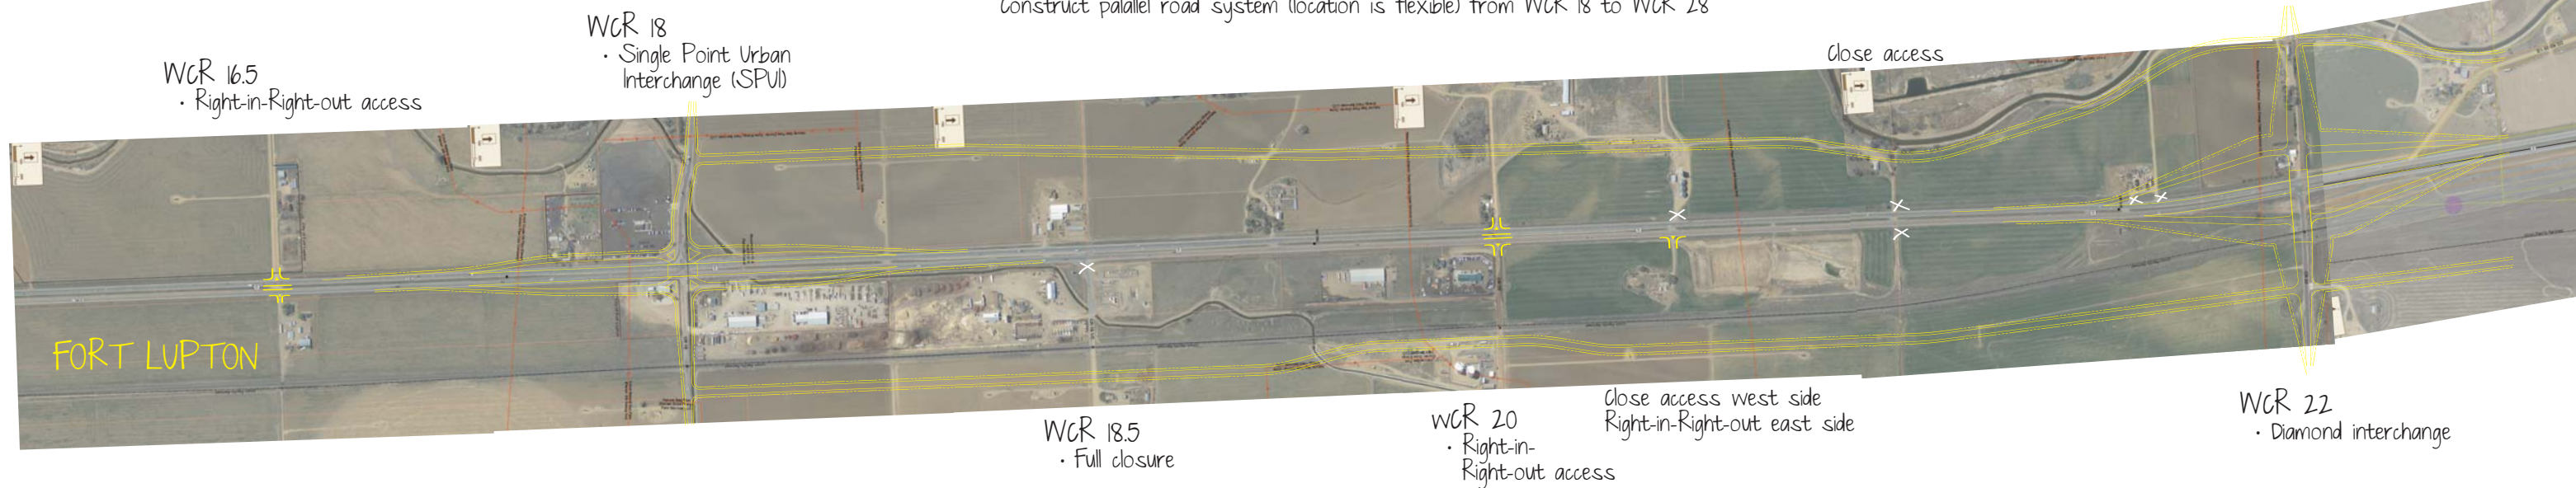 Construct palallel road system (location is flexible) from WCR 18 to WCR 28
WCR 18
• Single Point Urban
Interchange (SPUI)
Close access
WCR 16.5
• Right-in-Right-out access
FORT LUPTON
Close access west side
Right-in-Right-out east side
WCR 22
• Diamond interchange
WCR 20
• Right-in-
Right-out access
WCR 18.5
• Full closure